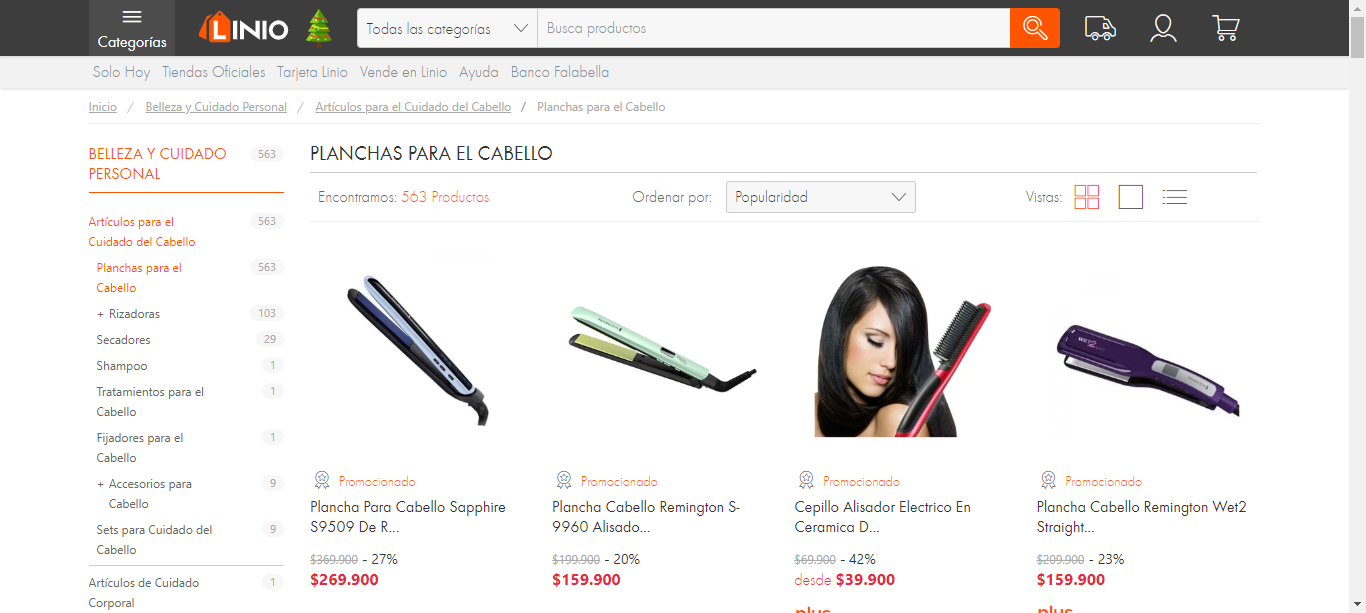 Categorías
LINIO
Todas las categorías
Busca productos
Solo Hoy Tiendas Oficiales Tarjeta Linio Vende en Linio Ayuda Banco Falabella
Inicio / Belleza y Cuidado Personal / Artículos para el Cuidado del Cabello / Planchas para el Cabello
BELLEZA Y CUIDADO 563
PERSONAL
Artículos para el 563
Cuidado del Cabello
Planchas para el 563
Cabello
+ Rizadoras 103
Secadores 29
Shampoo 1
Tratamientos para el 1
Cabello
Fijadores para el 1
Cabello
+ Accesorios para 9
Cabello
Sets para Cuidado del 9
Cabello
Artículos de Cuidado 1
Corporal
PLANCHAS PARA EL CABELLO
Encontramos: 563 Productos
Ordenar por: Popularidad
Vistas:
Promocionado
Plancha Para Cabello Sapphire
S9509 De R...
$369.900 - 27%
$269.900
Promocionado
Plancha Cabello Remington S-
9960 Alisado...
$199.900 - 20%
$159.900
Promocionado
Cepillo Alisador Electrico En
Ceramica D...
$69.900 - 42%
desde $39.900
plus
WET2
Promocionado
Plancha Cabello Remington Wet2
Straight...
$209.900 - 23%
$159.900
plus